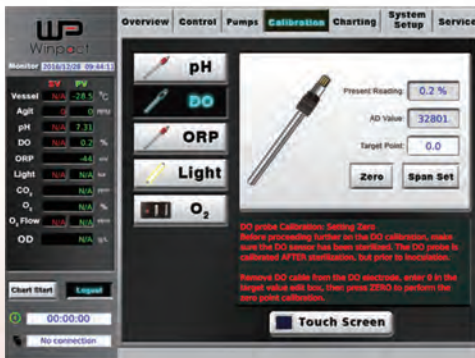 WP
Winpact
Overview Control Pumps Calibration Charting System Setup Service
Monitor 2016/12/28 09:44:11
SV PV
Vessel N/A -28.5 °C
Agit 0 0 RPM
pH N/A 7.31
DO N/A 0.2 %
ORP -44 mV
Light N/A N/A lux
CO₂ N/A %
O₂ N/A %
O₂ Flow N/A N/A
OD N/A
Chart Start Logout
00:00:00
No connection
pH
DO
ORP
Light
O₂
Present Reading 0.2 %
AD Value 32801
Target Point 0.0
Zero Span Set
DO probe Calibration: Setting Zero
Before proceeding further in the DO calibration, make
sure the DO sensor has been sterilized. The DO probe is
calibrated AFTER sterilization, but prior to inoculation.
Remove DO cable from the DO electrode, enter 0 in the
target value edit box, then press ZERO to perform the
zero point calibration.
Touch Screen